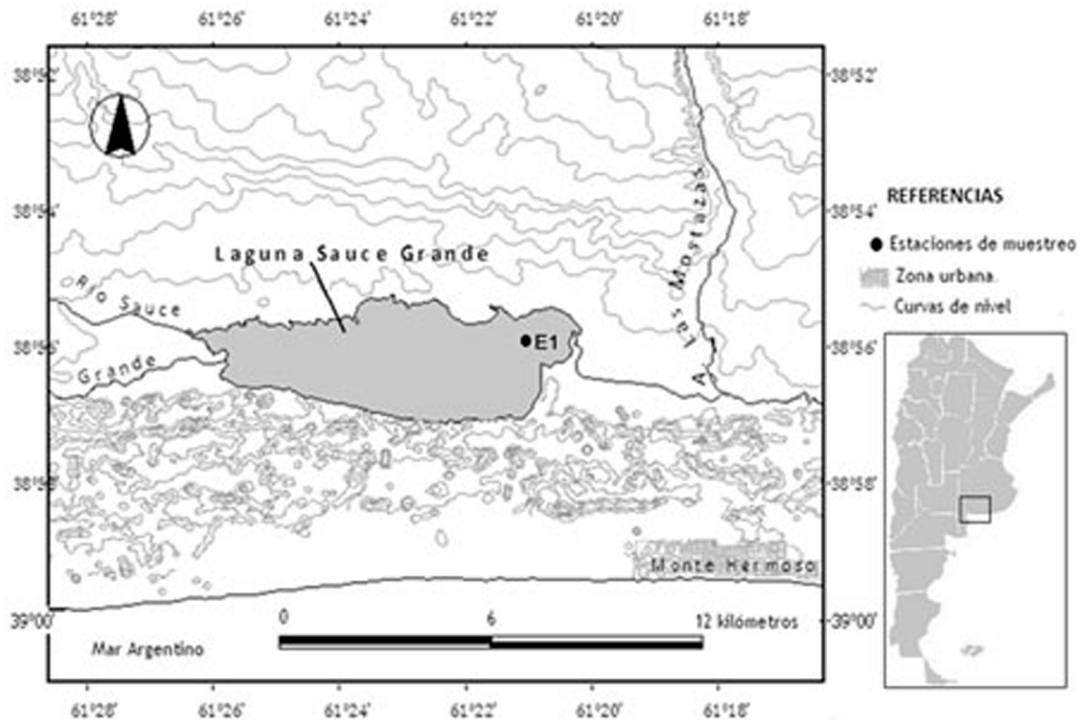 61°28' 61°26' 61°24' 61°22' 61°20' 61°18'
38°52' 38°52'
38°54' 38°54'
38°56' 38°56'
38°58' 38°58'
39°00' 39°00'
Laguna Sauce Grande
Río Sauce
Grande
E1
A. Las Mostazas
Monte Hermoso
Mar Argentino
0 6 12 kilómetros
61°28' 61°26' 61°24' 61°22' 61°20' 61°18'
REFERENCIAS
Estaciones de muestreo
Zona urbana.
Curvas de nivel